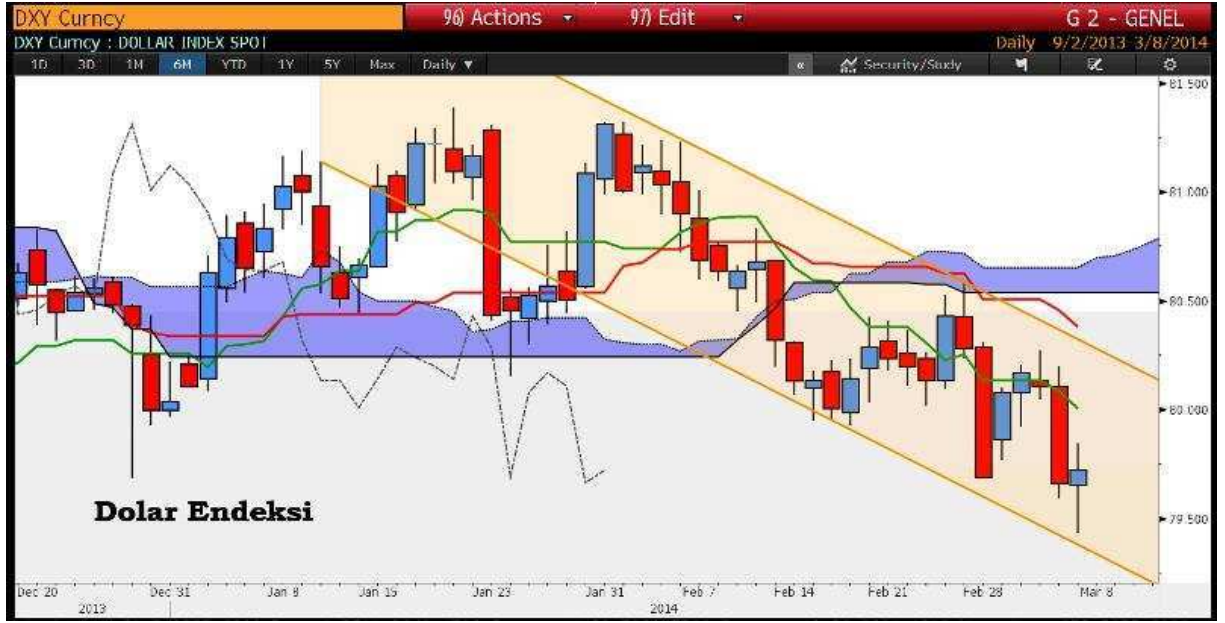 DXY Curncy 96) Actions 97) Edit G 2 - GENEL
DXY Curncy : DOLLAR INDEX SPOT Daily 9/2/2013-3/8/2014
1D 3D 1M 6M YTD 1Y 5Y Max Daily ▼ « Security/Study
81.500
81.000
80.500
80.000
79.500
Dolar Endeksi
Dec 20 Dec 31 Jan 8 Jan 15 Jan 23 Jan 31 Feb 7 Feb 14 Feb 21 Feb 28 Mar 8
2013 2014